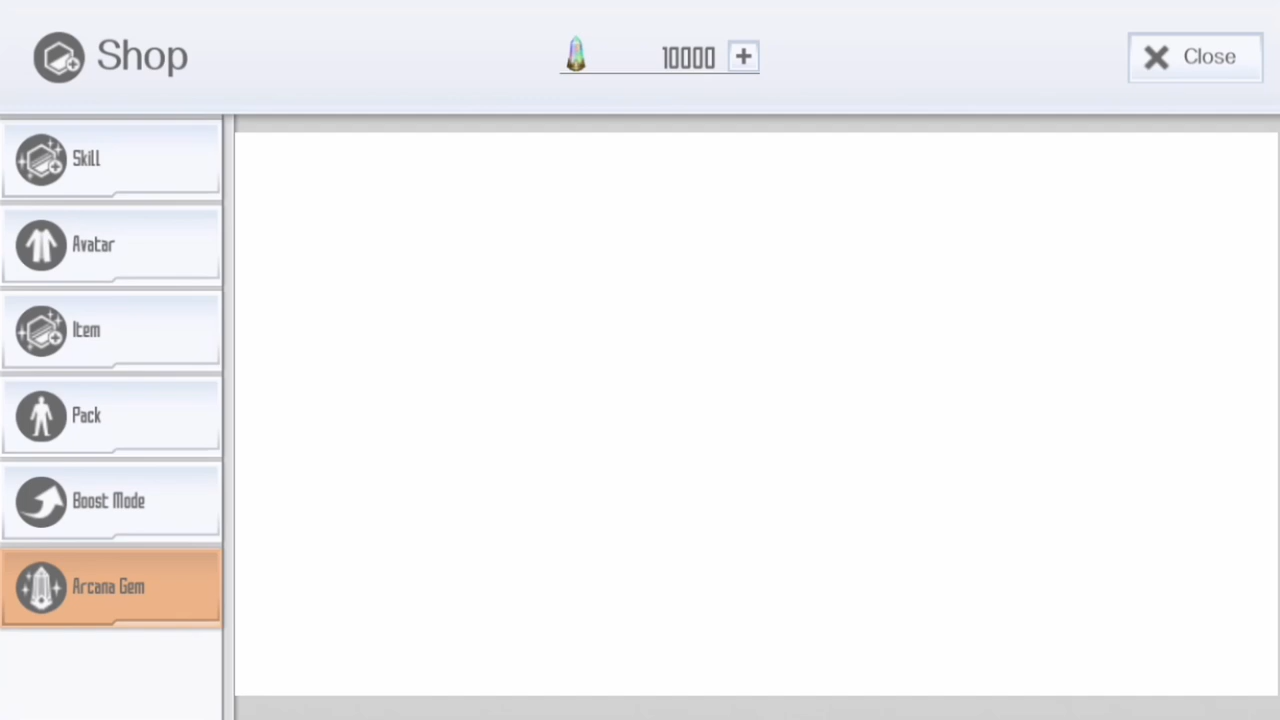 Shop
10000
Close
Skill
Avatar
Item
Pack
Boost Mode
Arcana Gem